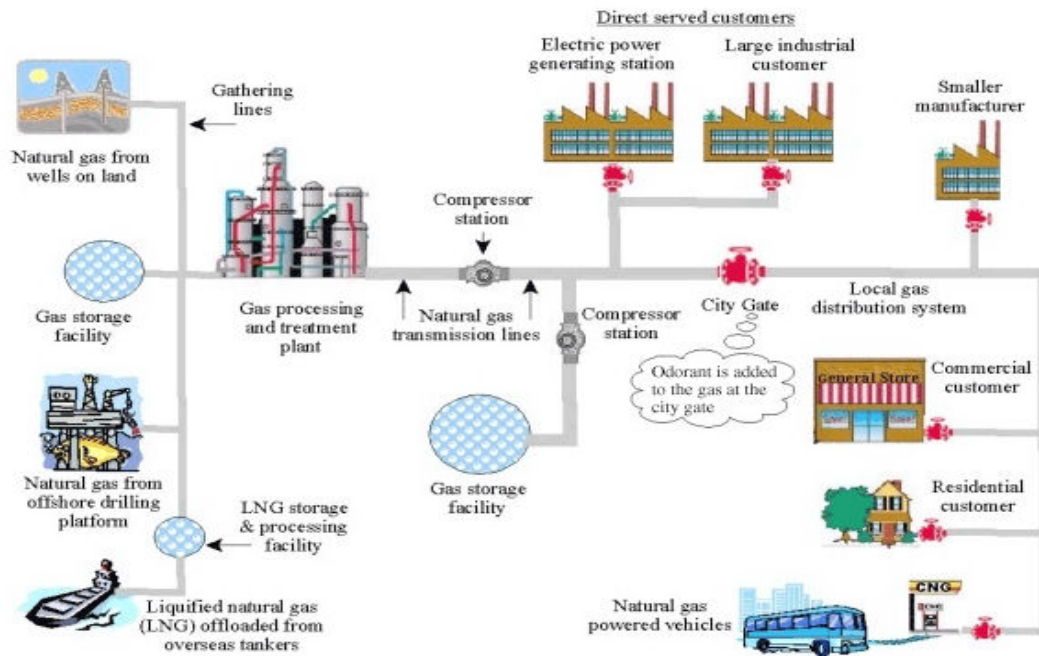 Direct served customers
Electric power
generating station
Large industrial
customer
Smaller
manufacturer
Gathering
lines
Natural gas from
wells on land
Compressor
station
Gas storage
facility
Gas processing
and treatment
plant
Natural gas
transmission lines
Compressor
station
City Gate
Local gas
distribution system
Odorant is added
to the gas at the
city gate
General Store
Commercial
customer
Natural gas from
offshore drilling
platform
Gas storage
facility
Residential
customer
LNG storage
& processing
facility
Liquified natural gas
(LNG) offloaded from
overseas tankers
Natural gas
powered vehicles
CNG